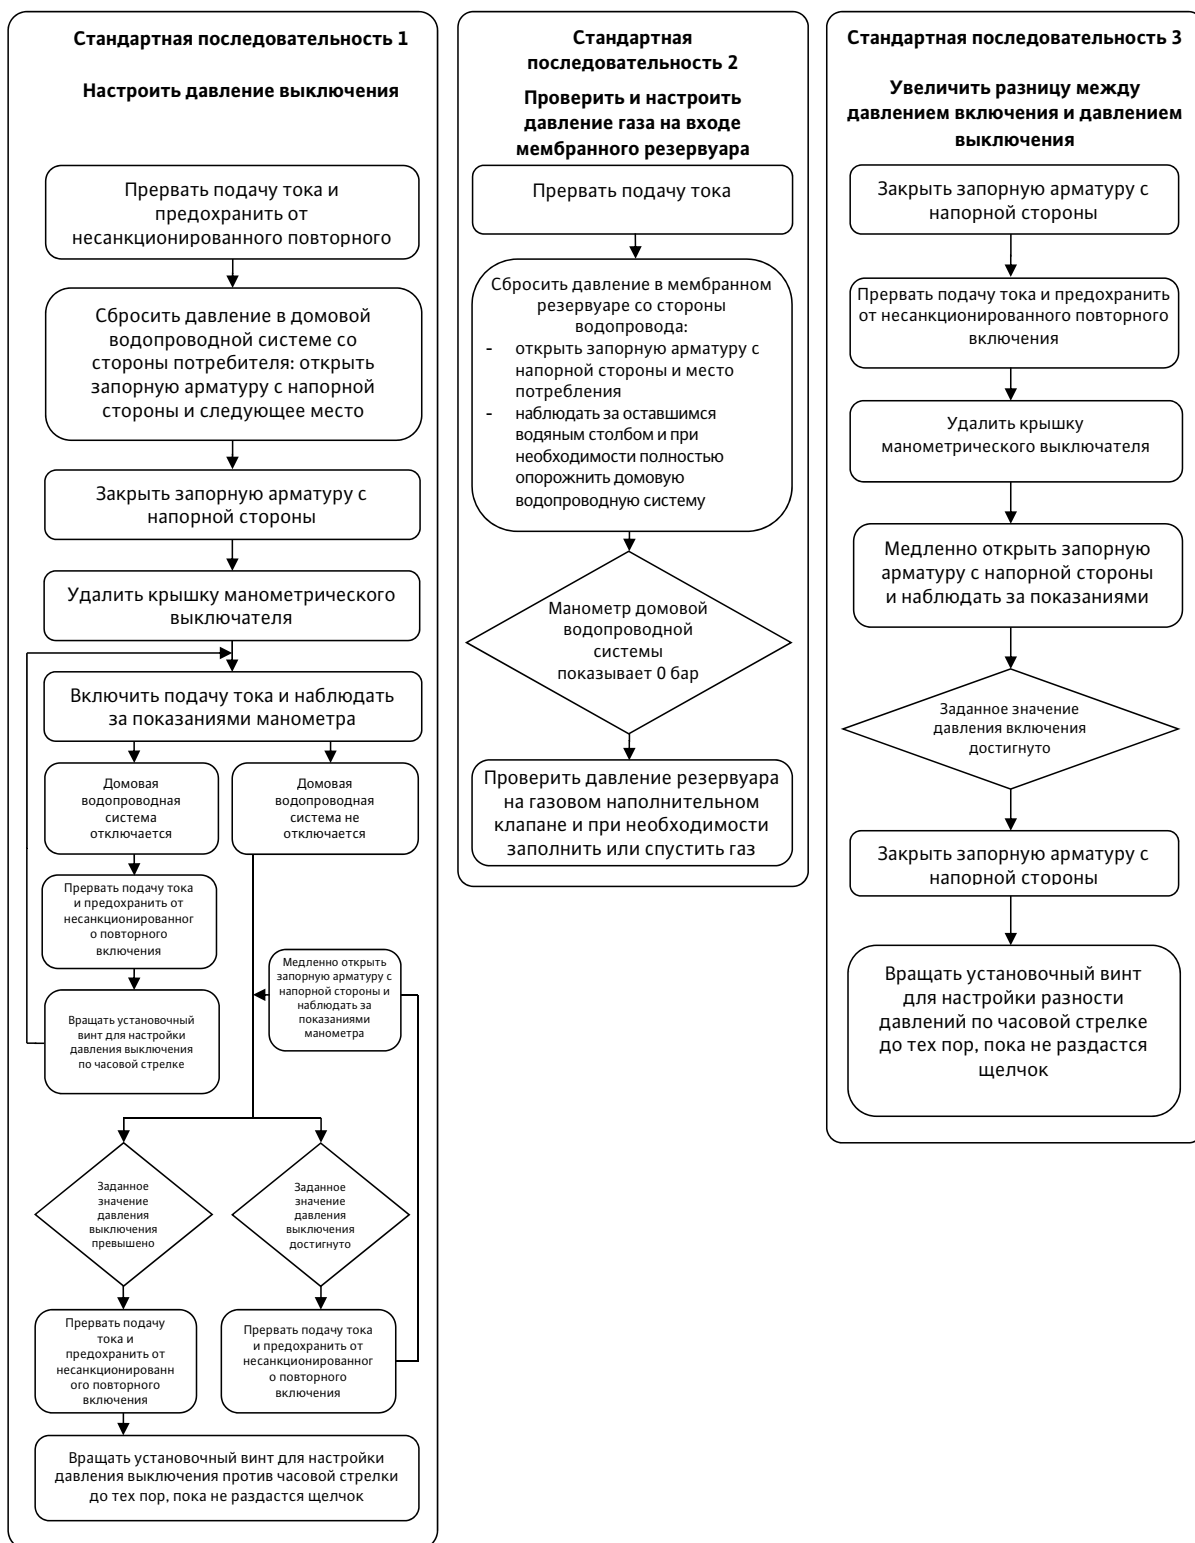 Стандартная последовательность 1
Настроить давление выключения
Прервать подачу тока и
предохранить от
несанкционированного повторного
Сбросить давление в домовой
водопроводной системе со
стороны потребителя: открыть
запорную арматуру с напорной
стороны и следующее место
Закрыть запорную арматуру с
напорной стороны
Удалить крышку манометрического
выключателя
Включить подачу тока и наблюдать
за показаниями манометра
Домовая
водопроводная
система
отключается
Домовая
водопроводная
система не
отключается
Прервать подачу тока
и предохранить от
несанкционированног
о повторного
включения
Медленно открыть
запорную арматуру с
напорной стороны и
наблюдать за
показаниями
манометра
Вращать установочный
винт для настройки
давления выключения
по часовой стрелке
Заданное
значение
давления
выключения
превышено
Заданное
значение
давления
выключения
достигнуто
Прервать подачу
тока и
предохранить от
несанкционированн
ого повторного
включения
Прервать подачу тока
и предохранить от
несанкционированног
о повторного
включения
Вращать установочный винт для настройки
давления выключения против часовой стрелки
до тех пор, пока не раздастся щелчок
Стандартная
последовательность 2
Проверить и настроить
давление газа на входе
мембранного резервуара
Прервать подачу тока
Сбросить давление в мембранном
резервуаре со стороны
водопровода:
- открыть запорную арматуру с
напорной стороны и место
потребления
- наблюдать за оставшимся
водяным столбом и при
необходимости полностью
опорожнить домовую
водопроводную систему
Манометр домовой
водопроводной
системы
показывает 0 бар
Проверить давление резервуара
на газовом наполнительном
клапане и при необходимости
заполнить или спустить газ
Стандартная последовательность 3
Увеличить разницу между
давлением включения и давлением
выключения
Закрыть запорную арматуру с
напорной стороны
Прервать подачу тока и предохранить
от несанкционированного повторного
включения
Удалить крышку
манометрического выключателя
Медленно открыть запорную
арматуру с напорной стороны
и наблюдать за показаниями
Заданное значение
давления включения
достигнуто
Закрыть запорную арматуру с
напорной стороны
Вращать установочный винт
для настройки разности
давлений по часовой стрелке
до тех пор, пока не раздастся
щелчок